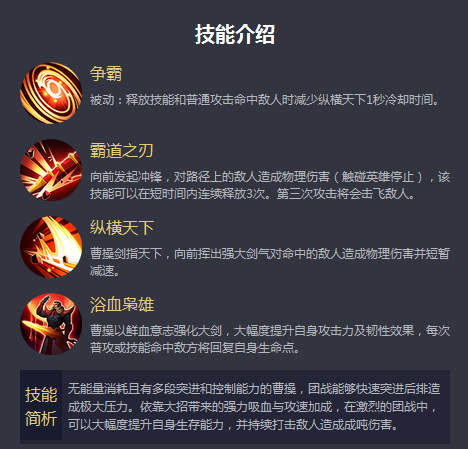 技能介绍
争霸
被动：释放技能和普通攻击命中敌人时减少纵横天下1秒冷却时间。
霸道之刃
向前发起冲锋，对路径上的敌人造成物理伤害（触碰英雄停止），该
技能可以在短时间内连续释放3次。第三次攻击将会击飞敌人。
纵横天下
曹操剑指天下，向前挥出强大剑气对命中的敌人造成物理伤害并短暂
减速。
浴血枭雄
曹操以鲜血意志强化大剑，大幅度提升自身攻击力及韧性效果，每次
普攻或技能命中敌方将回复自身生命点。
技能
简析
无能量消耗且有多段突进和控制能力的曹操，团战能够快速突进后排造
成极大压力。依靠大招带来的强力吸血与攻速加成，在激烈的团战中，
可以大幅度提升自身生存能力，并持续打击敌人造成成吨伤害。